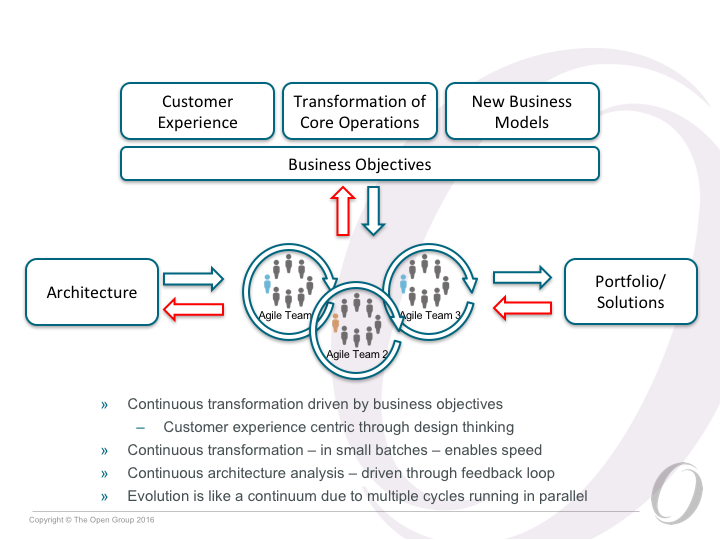 Customer
Experience
Transformation of
Core Operations
New Business
Models
Business Objectives
Architecture
Agile Team
Agile Team 2
Agile Team 3
Portfolio/
Solutions
» Continuous transformation driven by business objectives
– Customer experience centric through design thinking
» Continuous transformation – in small batches – enables speed
» Continuous architecture analysis – driven through feedback loop
» Evolution is like a continuum due to multiple cycles running in parallel
Copyright © The Open Group 2016